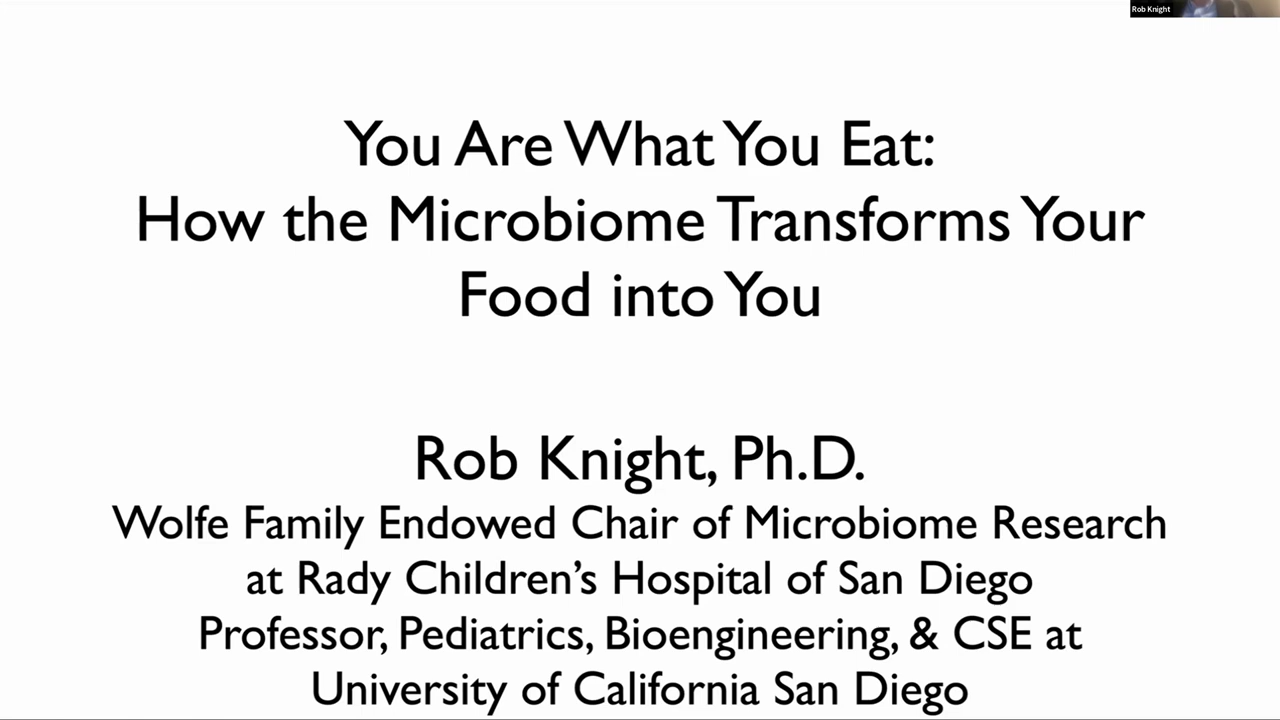 Rob Knight
You Are What You Eat:
How the Microbiome Transforms Your
Food into You
Rob Knight, Ph.D.
Wolfe Family Endowed Chair of Microbiome Research
at Rady Children’s Hospital of San Diego
Professor, Pediatrics, Bioengineering, & CSE at
University of California San Diego